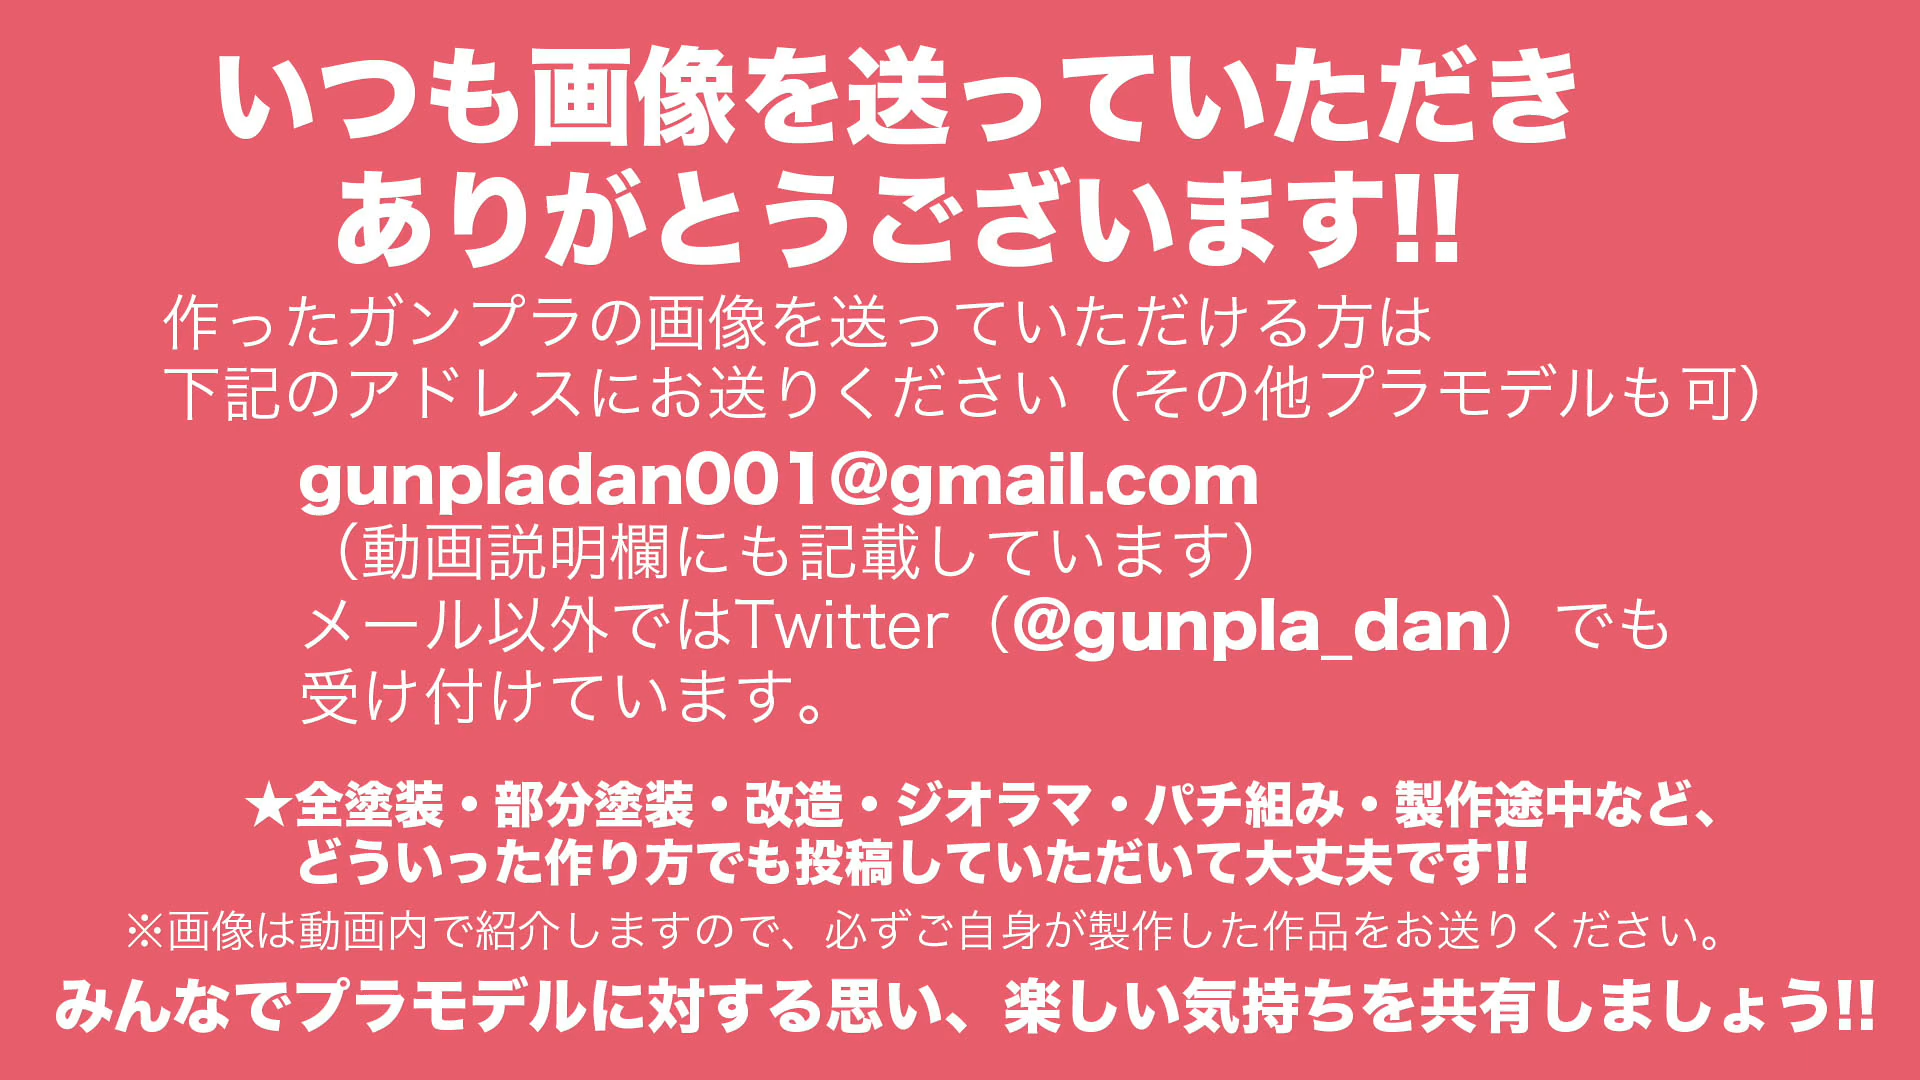 いつも画像を送っていただき
ありがとうございます!!
作ったガンプラの画像を送っていただける方は
下記のアドレスにお送りください（その他プラモデルも可）
gunpladan001@gmail.com
（動画説明欄にも記載しています）
メール以外ではTwitter（@gunpla_dan）でも
受け付けています。
★全塗装・部分塗装・改造・ジオラマ・パチ組み・製作途中など、
どういった作り方でも投稿していただいて大丈夫です!!
※画像は動画内で紹介しますので、必ずご自身が製作した作品をお送りください。
みんなでプラモデルに対する思い、楽しい気持ちを共有しましょう!!